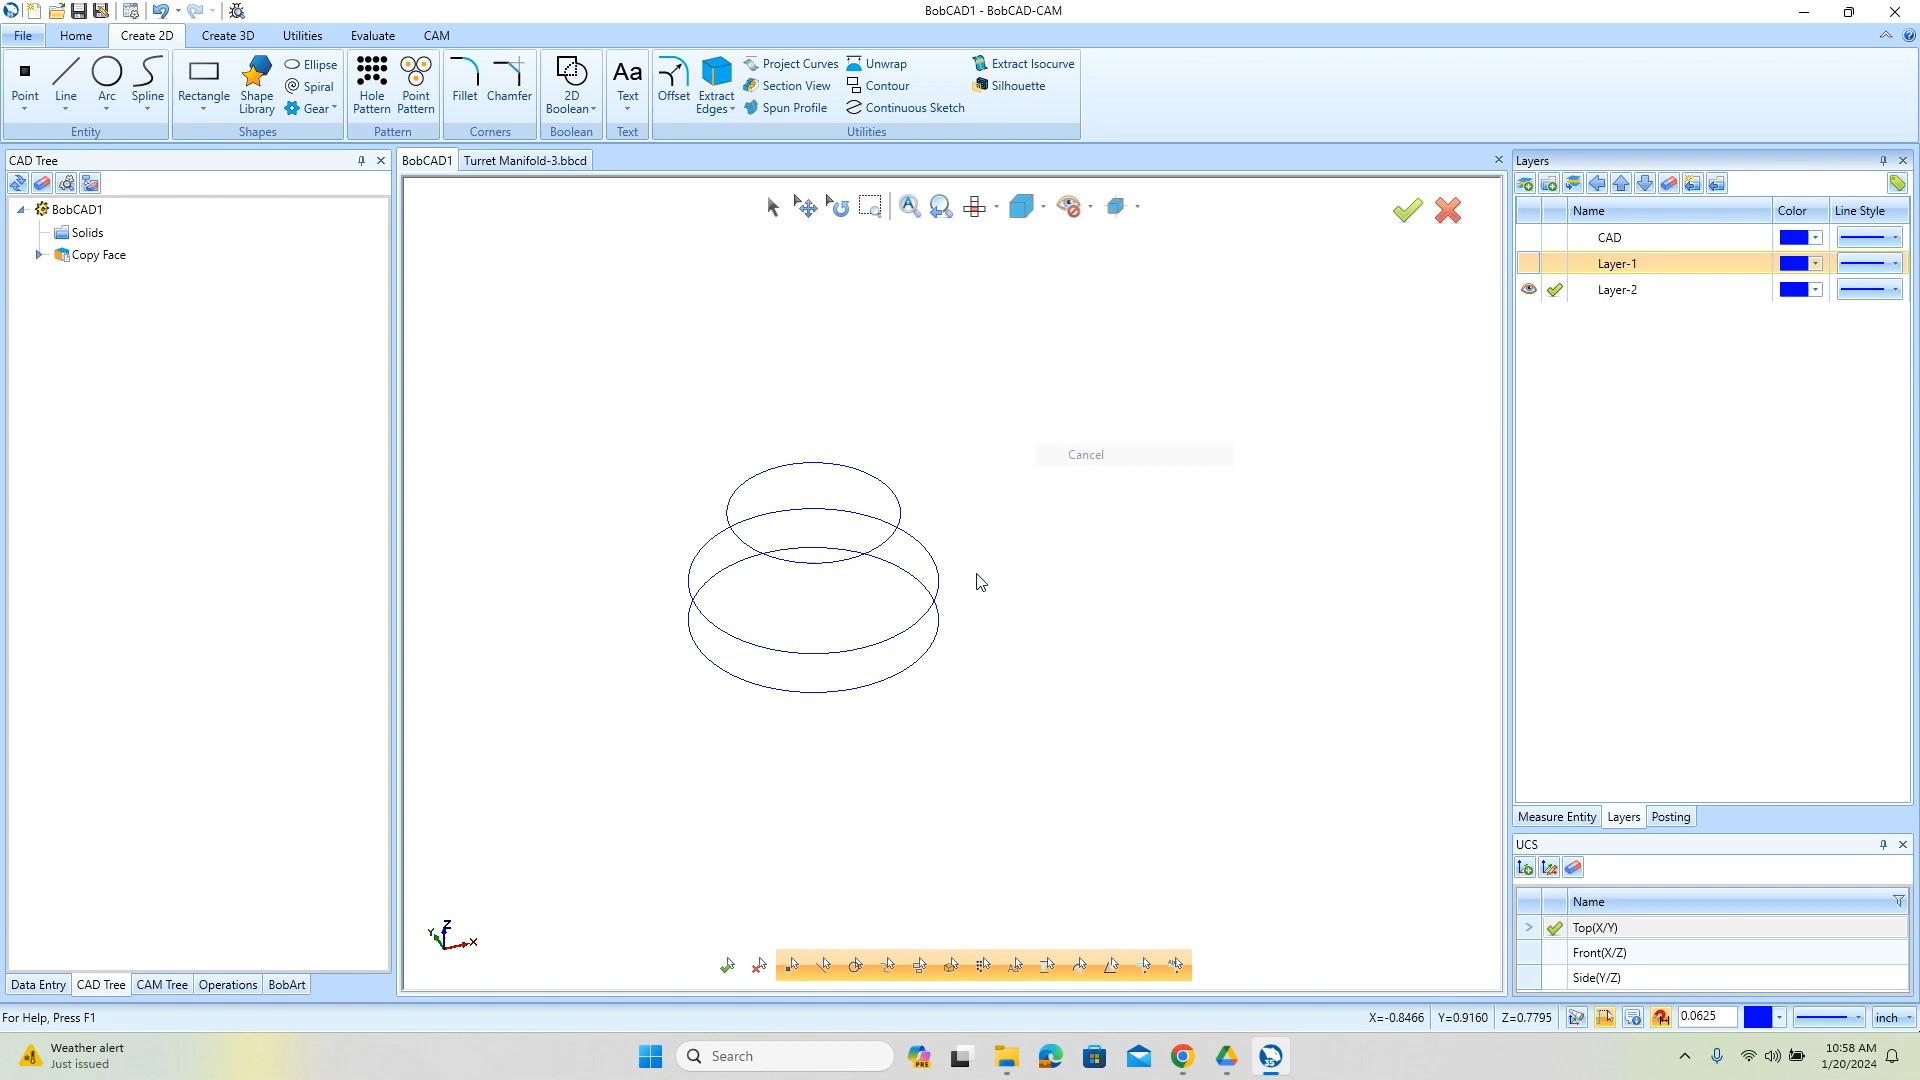 BobCAD1 - BobCAD-CAM
File Home Create 2D Create 3D Utilities Evaluate CAM
Point Line Arc Spline
Entity
Rectangle Shape Library Ellipse Spiral Gear
Shapes
Hole Pattern Point Pattern
Pattern
Fillet Chamfer
Corners
2D Boolean
Boolean
Aa
Text
Text
Offset Extract Edges
Project Curves Unwrap Extract Isocurve
Section View Contour Silhouette
Spun Profile Continuous Sketch
Utilities
CAD Tree
BobCAD1
Solids
Copy Face
BobCAD1 Turret Manifold-3.bbcd
Cancel
Z
Y
X
Data Entry CAD Tree CAM Tree Operations BobArt
Layers
Name Color Line Style
CAD
Layer-1
Layer-2
Measure Entity Layers Posting
UCS
Name
Top(X/Y)
Front(X/Z)
Side(Y/Z)
For Help, Press F1
X=-0.8466 Y=0.9160 Z=0.7795 0.0625 inch
Weather alert
Just issued
Search
PRE
35
10:58 AM
1/20/2024